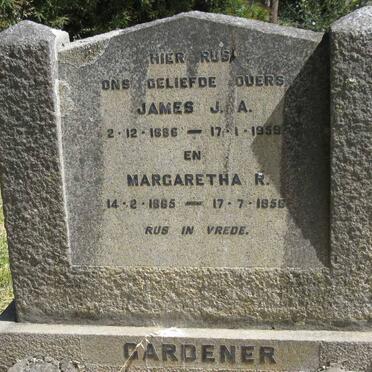 HIER RUS
ONS GELIEFDE OUERS
JAMES J. A.
2-12-1886 — 17-1-1959
EN
MARGARETHA R.
14-2-1885 — 17-7-1956
RUS IN VREDE.
GARDENER